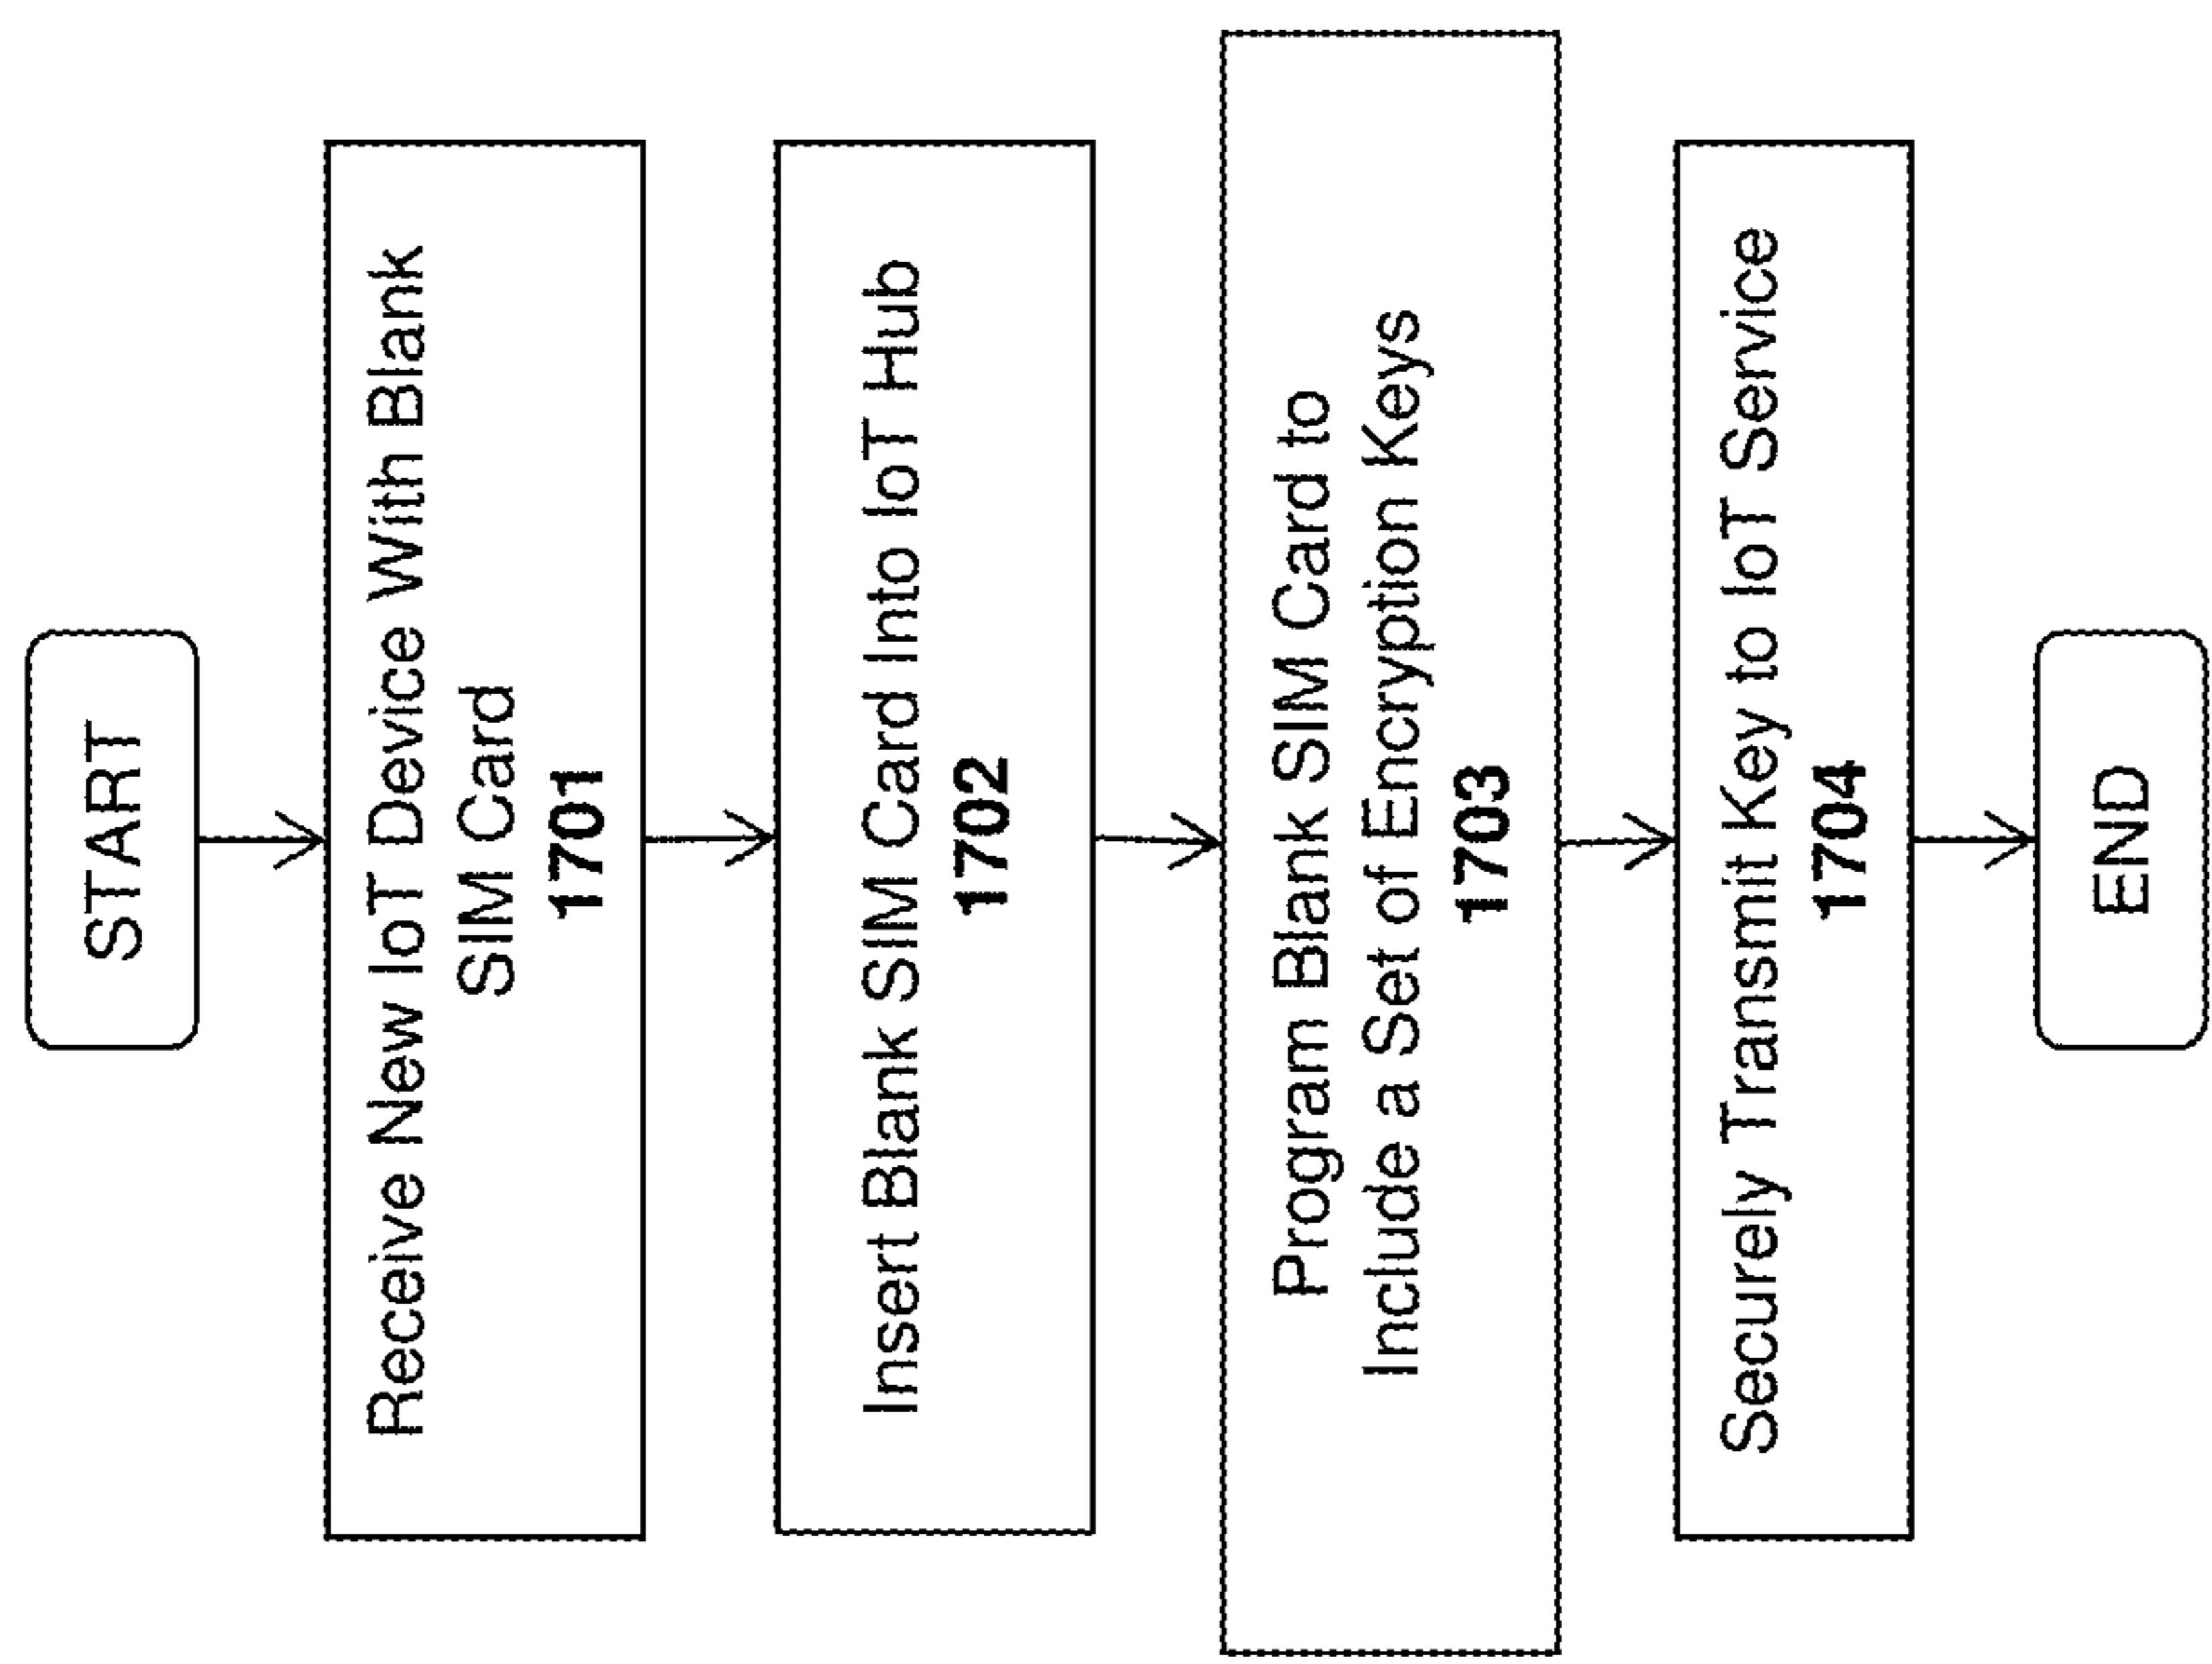 START
Receive New IoT Device With Blank
SIM Card
1701
Insert Blank SIM Card Into IoT Hub
1702
Program Blank SIM Card to
Include a Set of Encryption Keys
1703
Securely Transmit Key to IoT Service
1704
END